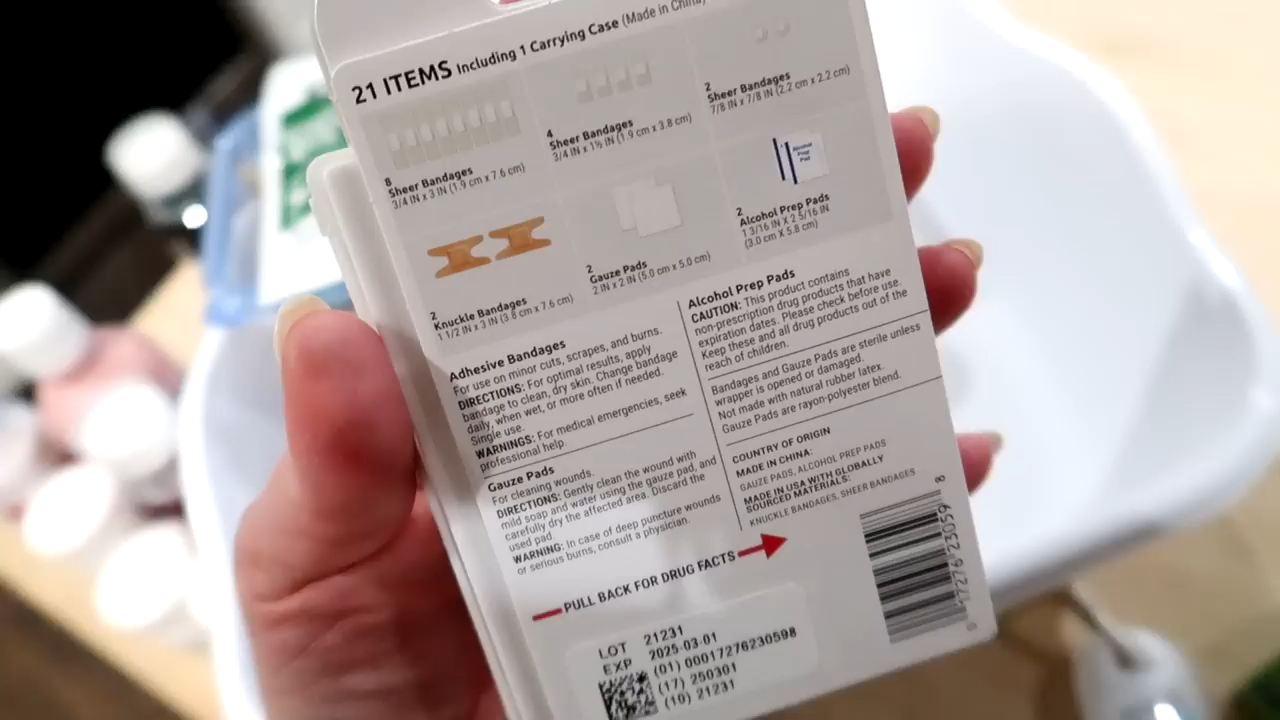 21 ITEMS Including 1 Carrying Case (Made in China)
8
Sheer Bandages
3/4 IN x 3 IN (1.9 cm x 7.6 cm)
4
Sheer Bandages
3/4 IN x 1½ IN (1.9 cm x 3.8 cm)
2
Sheer Bandages
7/8 IN x 7/8 IN (2.2 cm x 2.2 cm)
2
Knuckle Bandages
1 1/2 IN x 3 IN (3.8 cm x 7.6 cm)
2
Gauze Pads
2 IN x 2 IN (5.0 cm x 5.0 cm)
Alcohol
Prep
Pad
2
Alcohol Prep Pads
1 3/16 IN X 2 5/16 IN
(3.0 cm x 5.8 cm)
Adhesive Bandages
For use on minor cuts, scrapes, and burns.
DIRECTIONS: For optimal results, apply
bandage to clean, dry skin. Change bandage
daily, when wet, or more often if needed.
Single use.
WARNINGS: For medical emergencies, seek
professional help.
Gauze Pads
For cleaning wounds.
DIRECTIONS: Gently clean the wound with
mild soap and water using the gauze pad, and
carefully dry the affected area. Discard the
used pad.
WARNING: In case of deep puncture wounds
or serious burns, consult a physician.
Alcohol Prep Pads
CAUTION: This product contains
non-prescription drug products that have
expiration dates. Please check before use.
Keep these and all drug products out of the
reach of children.
Bandages and Gauze Pads are sterile unless
wrapper is opened or damaged.
Not made with natural rubber latex.
Gauze Pads are rayon-polyester blend.
COUNTRY OF ORIGIN
MADE IN CHINA:
GAUZE PADS, ALCOHOL PREP PADS
MADE IN USA WITH GLOBALLY
SOURCED MATERIALS:
KNUCKLE BANDAGES, SHEER BANDAGES
PULL BACK FOR DRUG FACTS
LOT 21231
EXP 2025-03-01
(01) 00017276230598
(17) 250301
(10) 21231
0 17276 23059 8